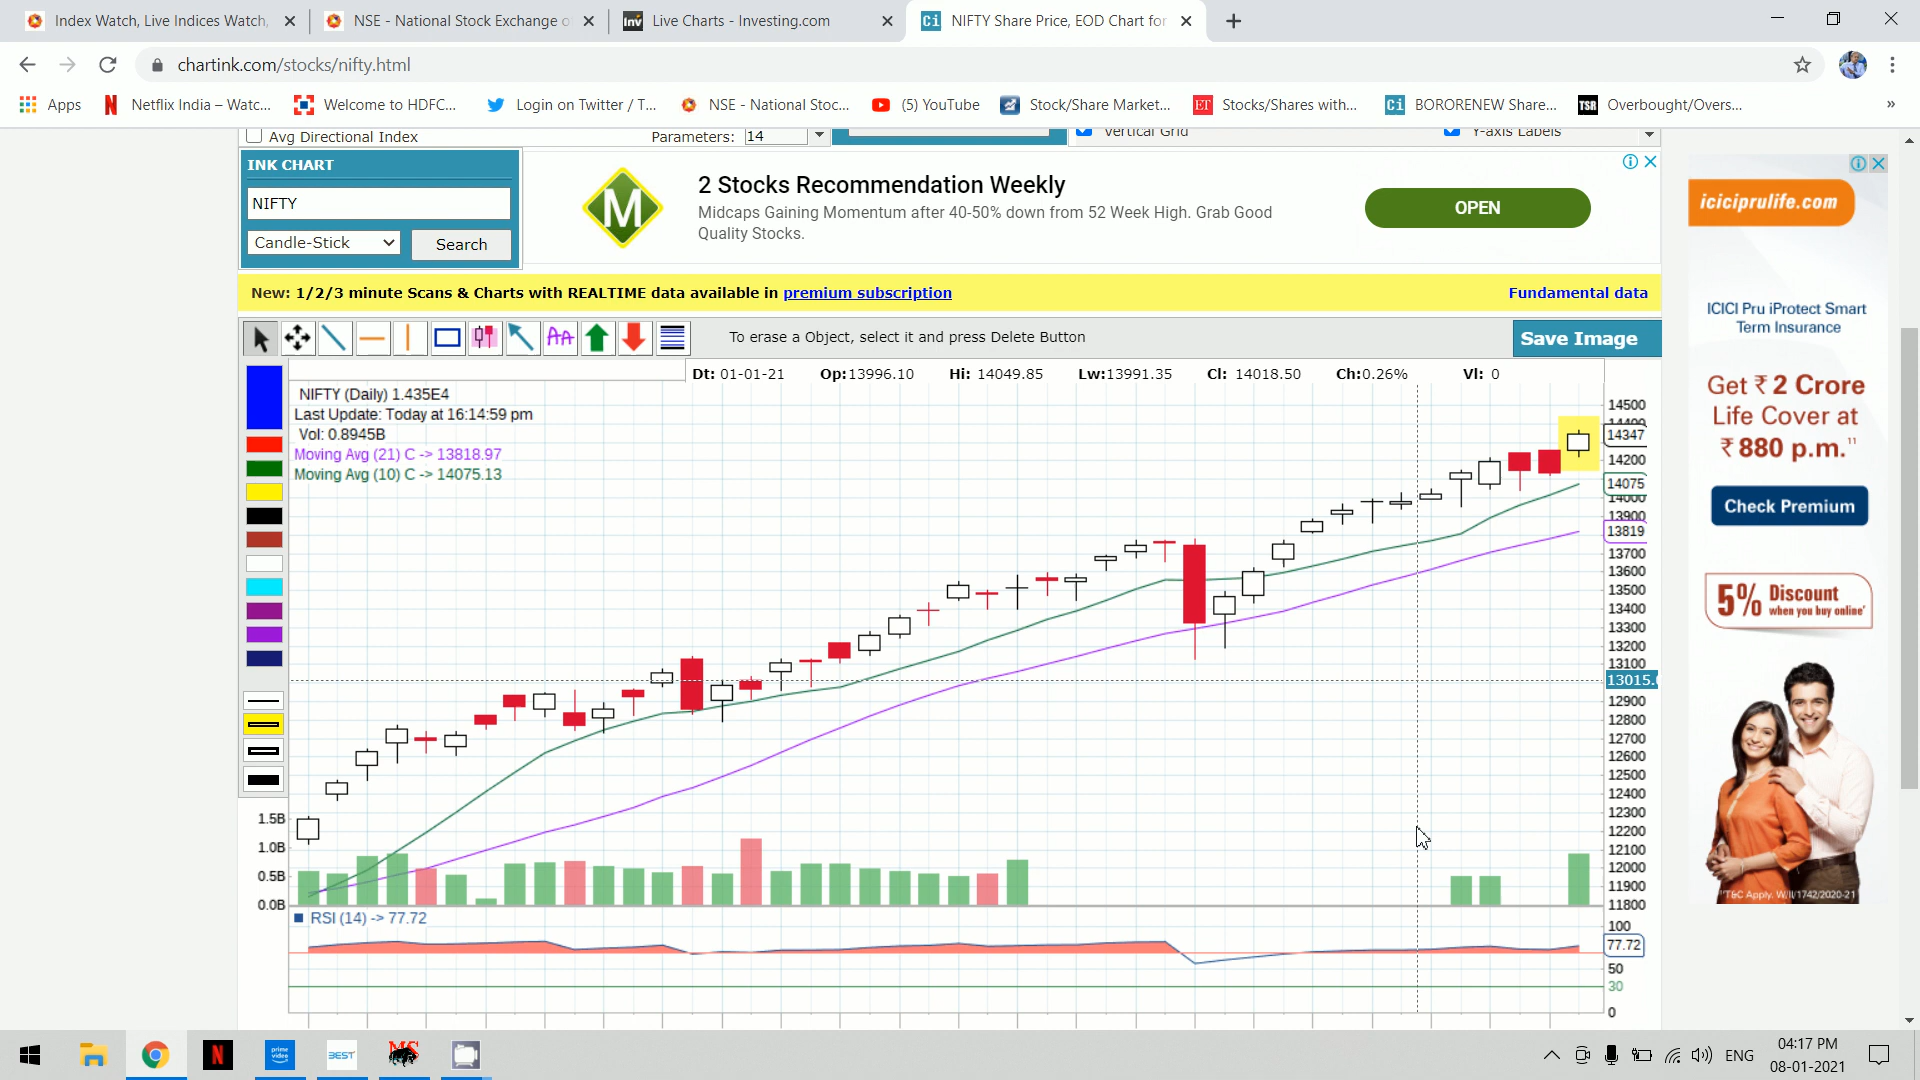 Index Watch, Live Indices Watch,
NSE - National Stock Exchange o
Live Charts - Investing.com
NIFTY Share Price, EOD Chart for
chartink.com/stocks/nifty.html
Apps
Netflix India – Watc...
Welcome to HDFC...
Login on Twitter / T...
NSE - National Stoc...
(5) YouTube
Stock/Share Market...
Stocks/Shares with...
BORORENEW Share...
Overbought/Overs...
Avg Directional Index
Parameters: 14
Vertical Grid
Y-axis Labels
INK CHART
NIFTY
Candle-Stick
Search
M
2 Stocks Recommendation Weekly
Midcaps Gaining Momentum after 40-50% down from 52 Week High. Grab Good
Quality Stocks.
OPEN
New: 1/2/3 minute Scans & Charts with REALTIME data available in premium subscription
Fundamental data
To erase a Object, select it and press Delete Button
Save Image
Dt: 01-01-21 Op:13996.10 Hi: 14049.85 Lw:13991.35 Cl: 14018.50 Ch:0.26% Vl: 0
NIFTY (Daily) 1.435E4
Last Update: Today at 16:14:59 pm
Vol: 0.8945B
Moving Avg (21) C -> 13818.97
Moving Avg (10) C -> 14075.13
14500
14400
14347
14200
14075
14000
13900
13819
13700
13600
13500
13400
13300
13200
13100
13015.
12900
12800
12700
12600
12500
12400
12300
12200
12100
12000
11900
11800
1.5B
1.0B
0.5B
0.0B
RSI (14) -> 77.72
100
77.72
50
30
0
iciciprulife.com
ICICI Pru iProtect Smart
Term Insurance
Get ₹ 2 Crore
Life Cover at
₹ 880 p.m.11
Check Premium
5% Discount
when you buy online*
*T&C Apply. W/II/1742/2020-21
prime video
BEST
MS
ENG
04:17 PM
08-01-2021